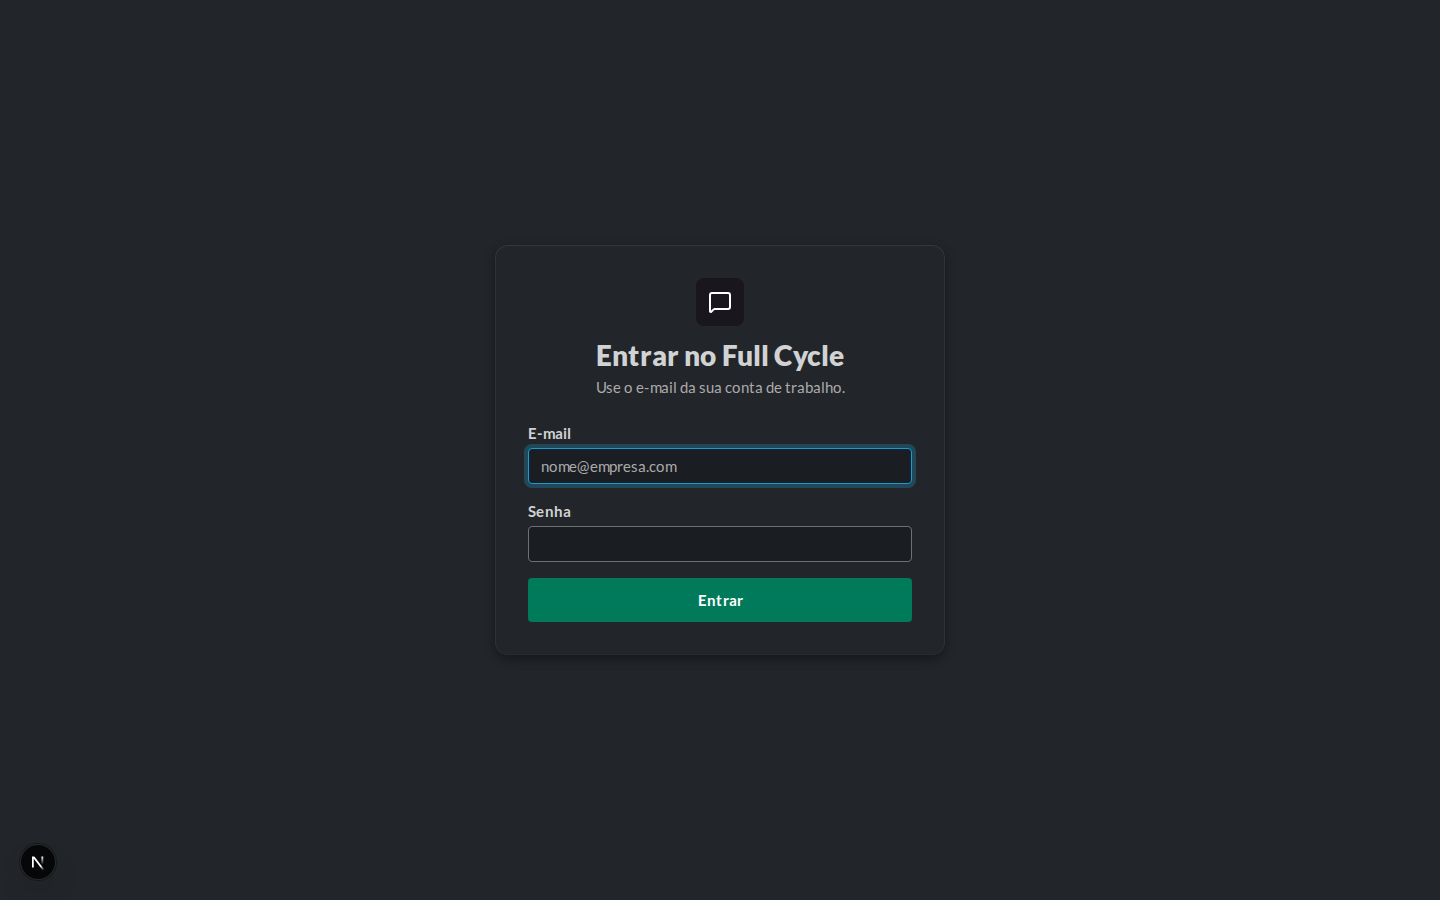 Entrar no Full Cycle
Use o e-mail da sua conta de trabalho.
E-mail
nome@empresa.com
Senha
Entrar
N